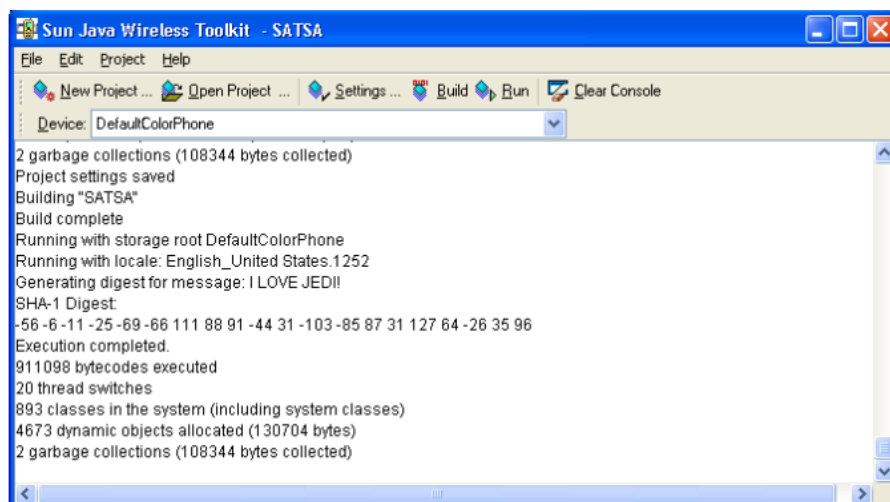 Sun Java Wireless Toolkit - SATSA
File Edit Project Help
New Project ... Open Project ... Settings ... Build Run Clear Console
Device: DefaultColorPhone
2 garbage collections (108344 bytes collected)
Project settings saved
Building "SATSA"
Build complete
Running with storage root DefaultColorPhone
Running with locale: English_United States.1252
Generating digest for message: I LOVE JEDI!
SHA-1 Digest:
-56 -6 -11 -25 -69 -66 111 88 91 -44 31 -103 -85 87 31 127 64 -26 35 96
Execution completed.
911098 bytecodes executed
20 thread switches
893 classes in the system (including system classes)
4673 dynamic objects allocated (130704 bytes)
2 garbage collections (108344 bytes collected)